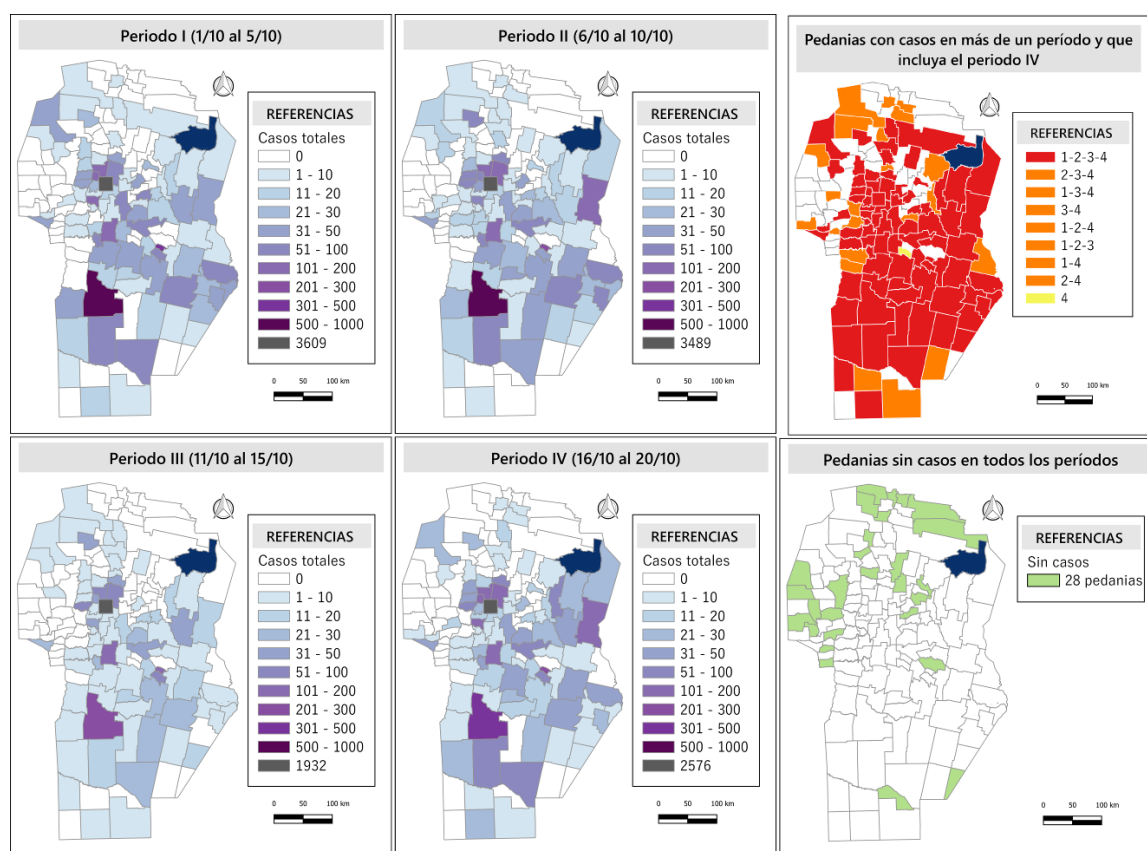 Periodo I (1/10 al 5/10)
REFERENCIAS
Casos totales
0
1 - 10
11 - 20
21 - 30
31 - 50
51 - 100
101 - 200
201 - 300
301 - 500
500 - 1000
3609
0 50 100 km
Periodo II (6/10 al 10/10)
REFERENCIAS
Casos totales
0
1 - 10
11 - 20
21 - 30
31 - 50
51 - 100
101 - 200
201 - 300
301 - 500
500 - 1000
3489
0 50 100 km
Pedanias con casos en más de un período y que
incluya el periodo IV
REFERENCIAS
1-2-3-4
2-3-4
1-3-4
3-4
1-2-4
1-2-3
1-4
2-4
4
0 50 100 km
Periodo III (11/10 al 15/10)
REFERENCIAS
Casos totales
0
1 - 10
11 - 20
21 - 30
31 - 50
51 - 100
101 - 200
201 - 300
301 - 500
500 - 1000
1932
0 50 100 km
Periodo IV (16/10 al 20/10)
REFERENCIAS
Casos totales
0
1 - 10
11 - 20
21 - 30
31 - 50
51 - 100
101 - 200
201 - 300
301 - 500
500 - 1000
2576
0 50 100 km
Pedanias sin casos en todos los períodos
REFERENCIAS
Sin casos
28 pedanias
0 50 100 km